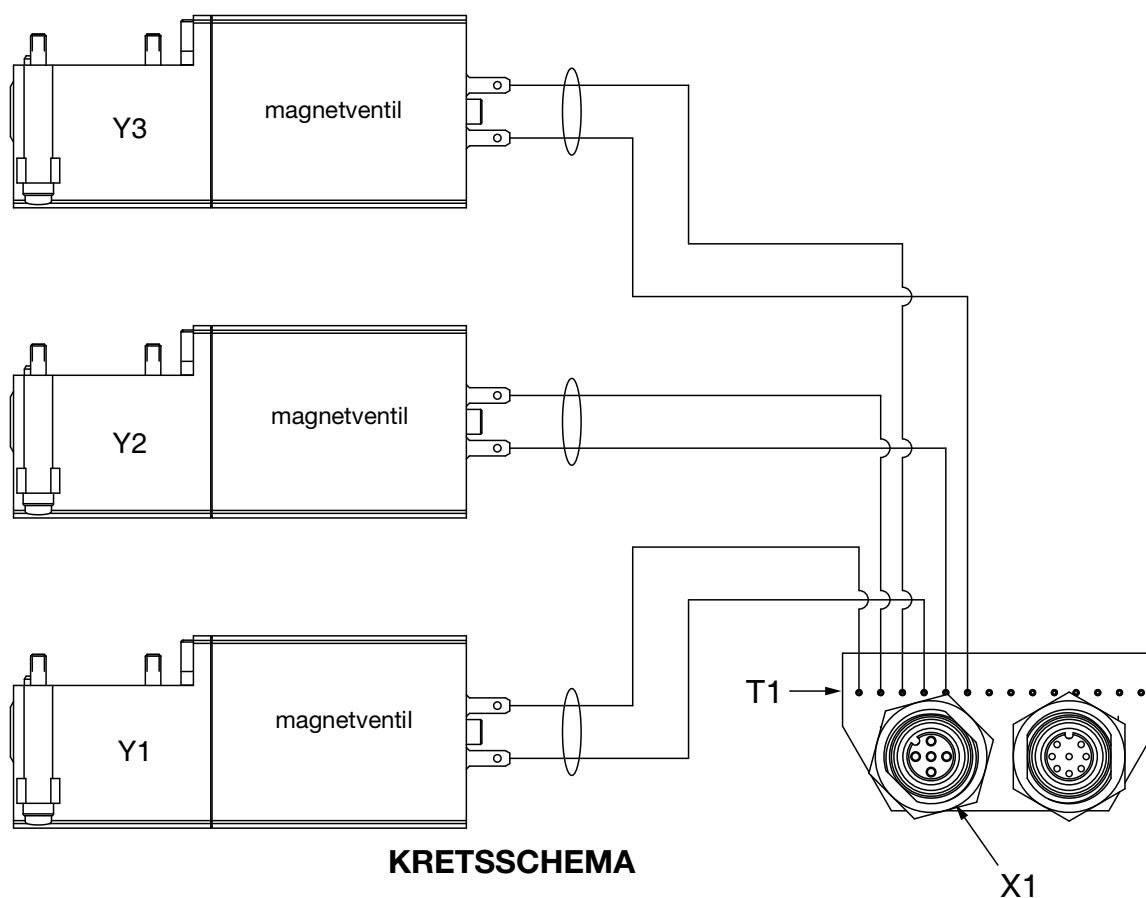 Y3
magnetventil
Y2
magnetventil
Y1
magnetventil
T1
X1
KRETSSCHEMA